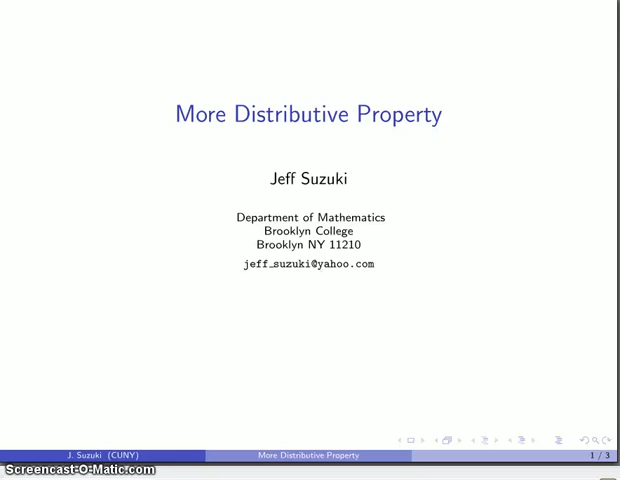 More Distributive Property
Jeff Suzuki
Department of Mathematics
Brooklyn College
Brooklyn NY 11210
jeff_suzuki@yahoo.com
J. Suzuki (CUNY)
More Distributive Property
1 / 3
Screencast-O-Matic.com